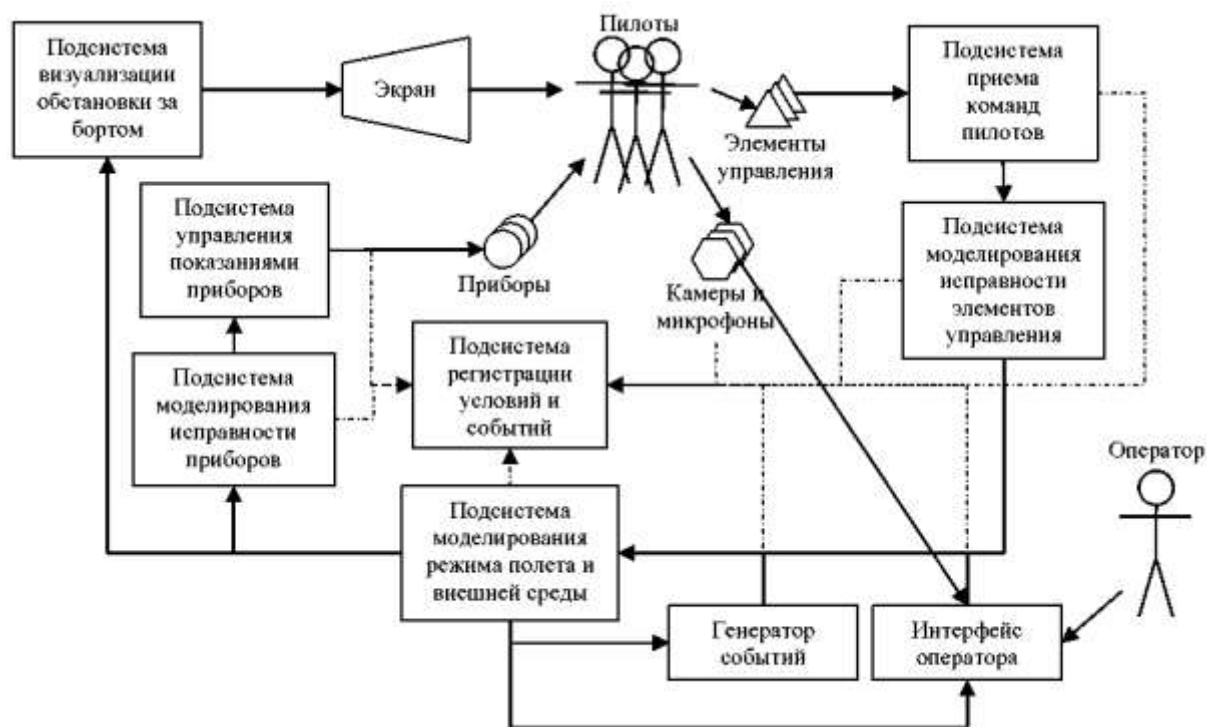 Пилоты
Подсистема
визуализации
обстановки за
бортом
Экран
Подсистема
приема
команд
пилотов
Элементы
управления
Подсистема
управления
показаниями
приборов
Приборы
Камеры и
микрофоны
Подсистема
моделирования
исправности
элементов
управления
Подсистема
моделирования
исправности
приборов
Подсистема
регистрации
условий и
событий
Оператор
Подсистема
моделирования
режима полета и
внешней среды
Генератор
событий
Интерфейс
оператора